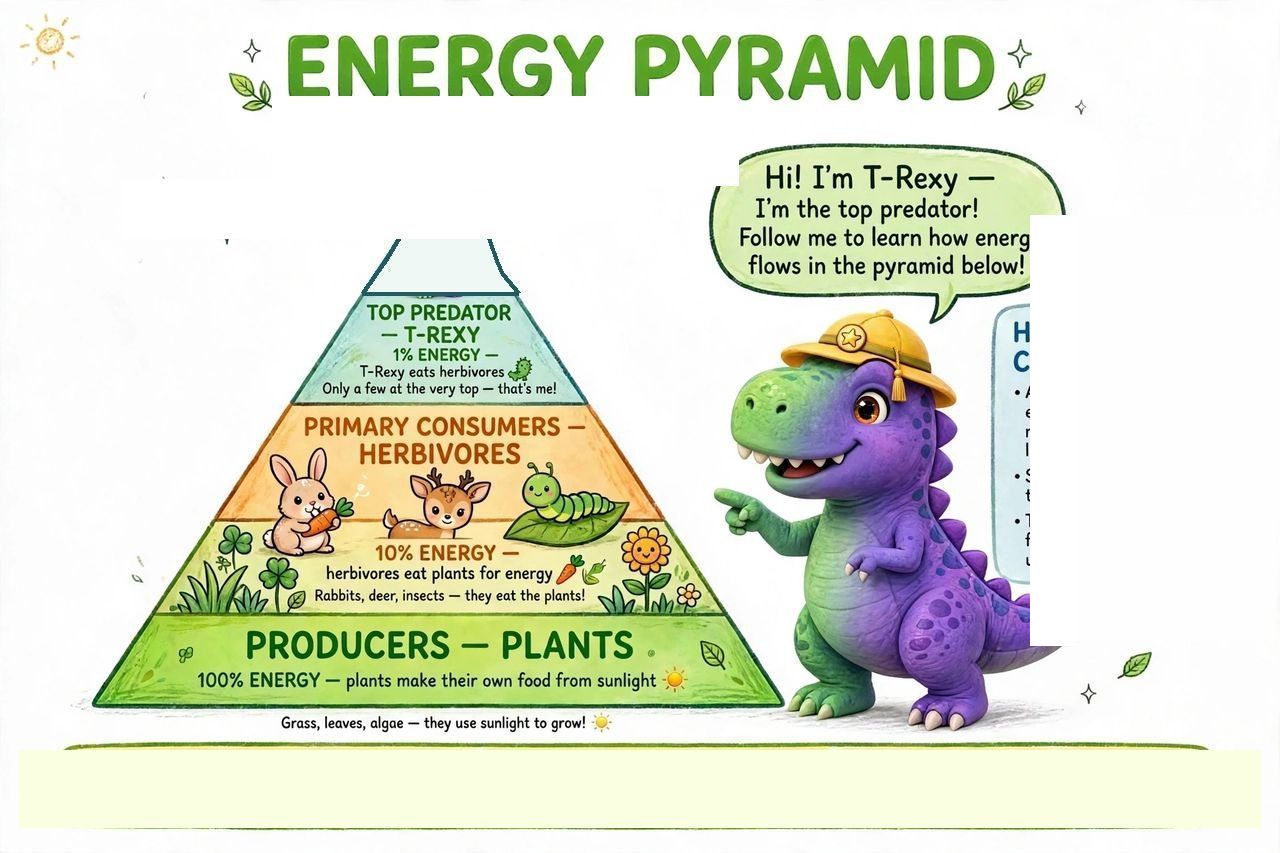 ENERGY PYRAMID
Hi! I'm T-Rexy —
I'm the top predator!
Follow me to learn how energ
flows in the pyramid below!
TOP PREDATOR
— T-REXY
1% ENERGY —
T-Rexy eats herbivores
Only a few at the very top — that's me!
PRIMARY CONSUMERS —
HERBIVORES
10% ENERGY —
herbivores eat plants for energy
Rabbits, deer, insects — they eat the plants!
PRODUCERS — PLANTS
100% ENERGY — plants make their own food from sunlight
Grass, leaves, algae — they use sunlight to grow!